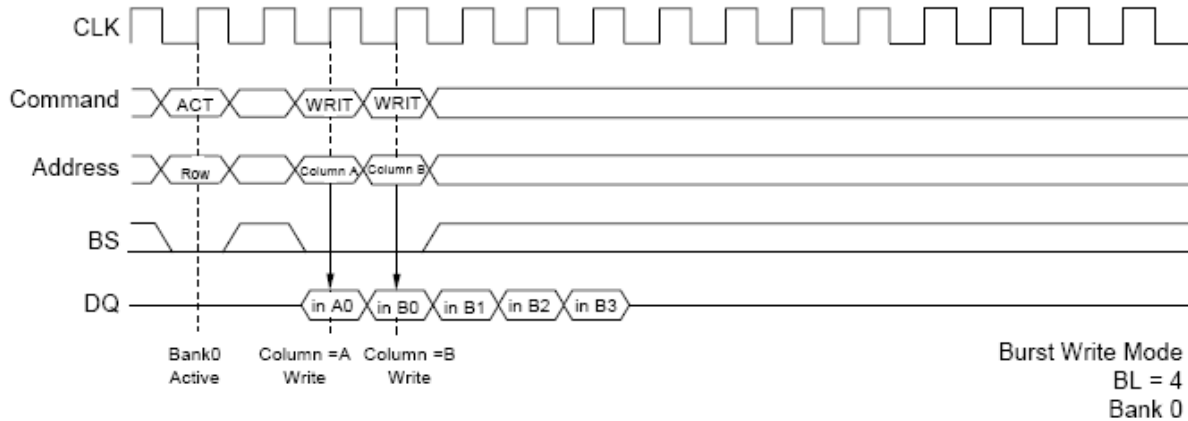 CLK
Command ACT WRIT WRIT
Address Row Column A Column B
BS
DQ in A0 in B0 in B1 in B2 in B3
Bank0 Column =A Column =B
Active Write Write
Burst Write Mode
BL = 4
Bank 0